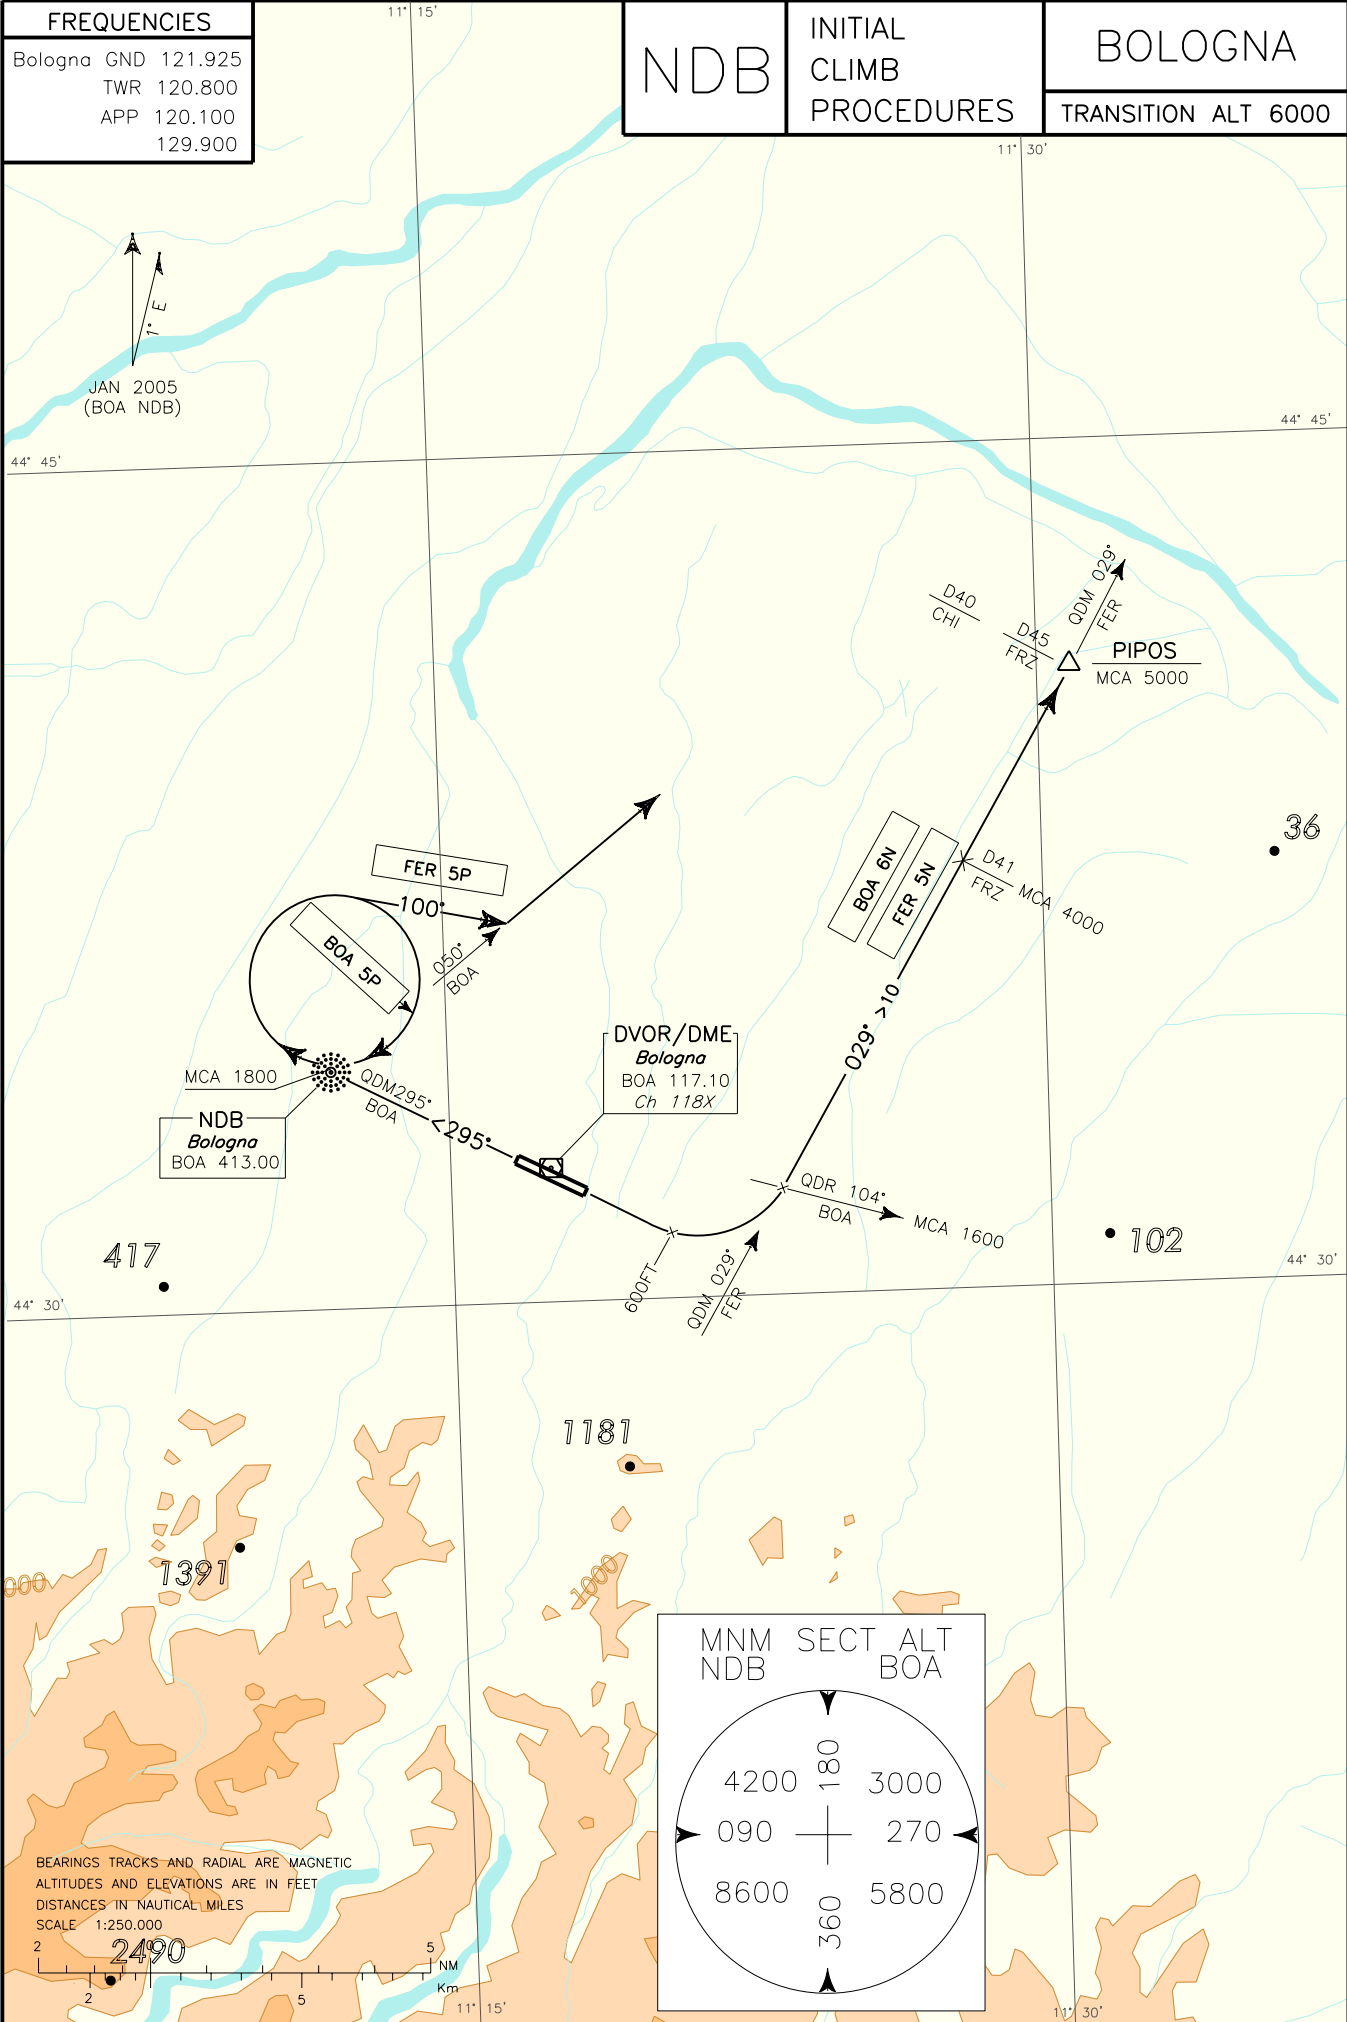 FREQUENCIES
Bologna GND 121.925
TWR 120.800
APP 120.100
129.900
11° 15'
NDB
INITIAL
CLIMB
PROCEDURES
BOLOGNA
TRANSITION ALT 6000
11° 30'
1° E
JAN 2005
(BOA NDB)
44° 45'
44° 45'
QDM 029°
FER
D40
CHI
D45
FRZ
PIPOS
MCA 5000
36
FER 5P
BOA 6N
FER 5N
D41
FRZ
MCA 4000
100°
BOA 5P
050°
BOA
029° >10
DVOR/DME
Bologna
BOA 117.10
Ch 118X
MCA 1800
QDM295°
BOA
<295°
NDB
Bologna
BOA 413.00
QDR 104°
BOA
MCA 1600
417
102
600FT
QDM 029°
FER
44° 30'
44° 30'
1181
1391
000
1000
MNM SECT ALT
NDB BOA
4200
180
3000
090
270
8600
360
5800
BEARINGS TRACKS AND RADIAL ARE MAGNETIC
ALTITUDES AND ELEVATIONS ARE IN FEET
DISTANCES IN NAUTICAL MILES
SCALE 1:250.000
2490
2 0 5 NM
2 5 Km
11° 15'
11° 30'